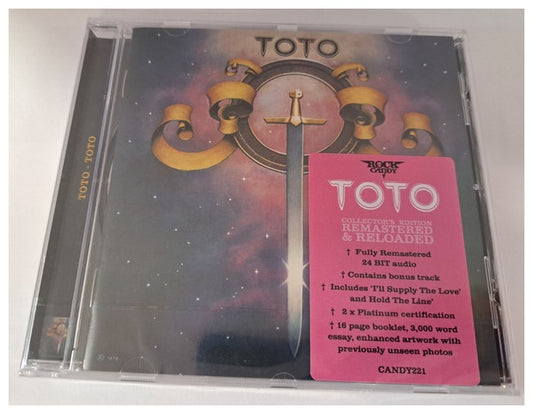 TOTO
TOTO - TOTO
ROCK
CANDY
TOTO
COLLECTOR'S EDITION
REMASTERED
& RELOADED
† Fully Remastered
24 BIT audio
† Contains bonus track
† Includes 'I'll Supply The Love'
and Hold The Line'
† 2 x Platinum certification
† 16 page booklet, 3,000 word
essay, enhanced artwork with
previously unseen photos
CANDY221